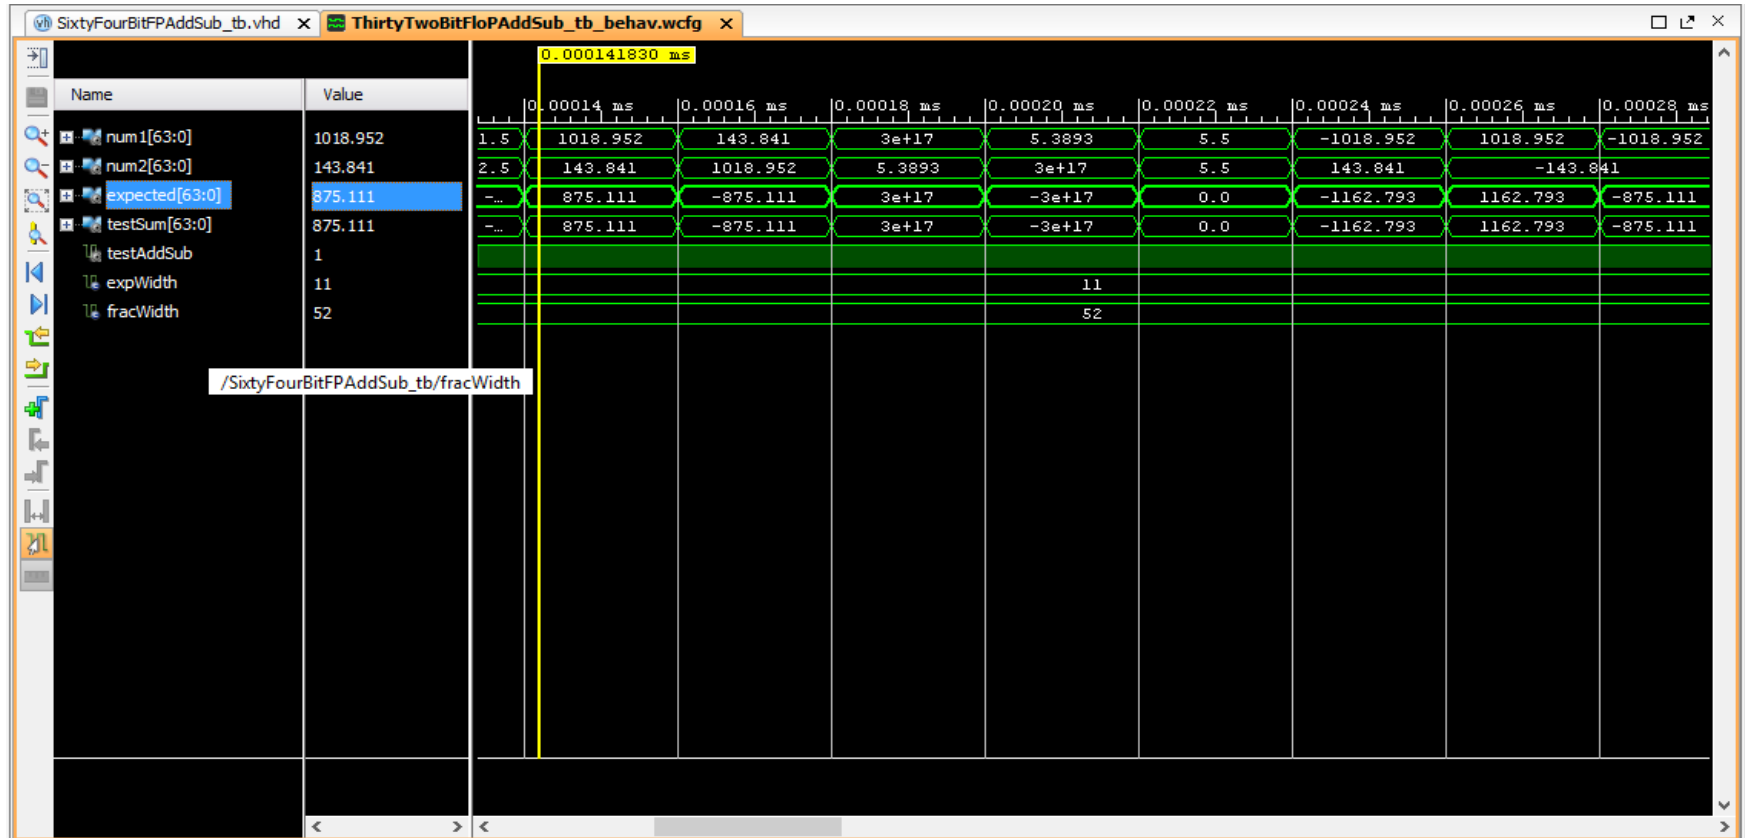 SixtyFourBitFPAddSub_tb.vhd ThirtyTwoBitFloPAddSub_tb_behav.wcfg
0.000141830 ms
Name Value
0.00014 ms 0.00016 ms 0.00018 ms 0.00020 ms 0.00022 ms 0.00024 ms 0.00026 ms 0.00028 ms
num1[63:0] 1018.952 1.5 1018.952 143.841 3e+17 5.3893 5.5 -1018.952 1018.952 -1018.952
num2[63:0] 143.841 2.5 143.841 1018.952 5.3893 3e+17 5.5 143.841 -143.841
expected[63:0] 875.111 -... 875.111 -875.111 3e+17 -3e+17 0.0 -1162.793 1162.793 -875.111
testSum[63:0] 875.111 -... 875.111 -875.111 3e+17 -3e+17 0.0 -1162.793 1162.793 -875.111
testAddSub 1
expWidth 11 11
fracWidth 52 52
/SixtyFourBitFPAddSub_tb/fracWidth